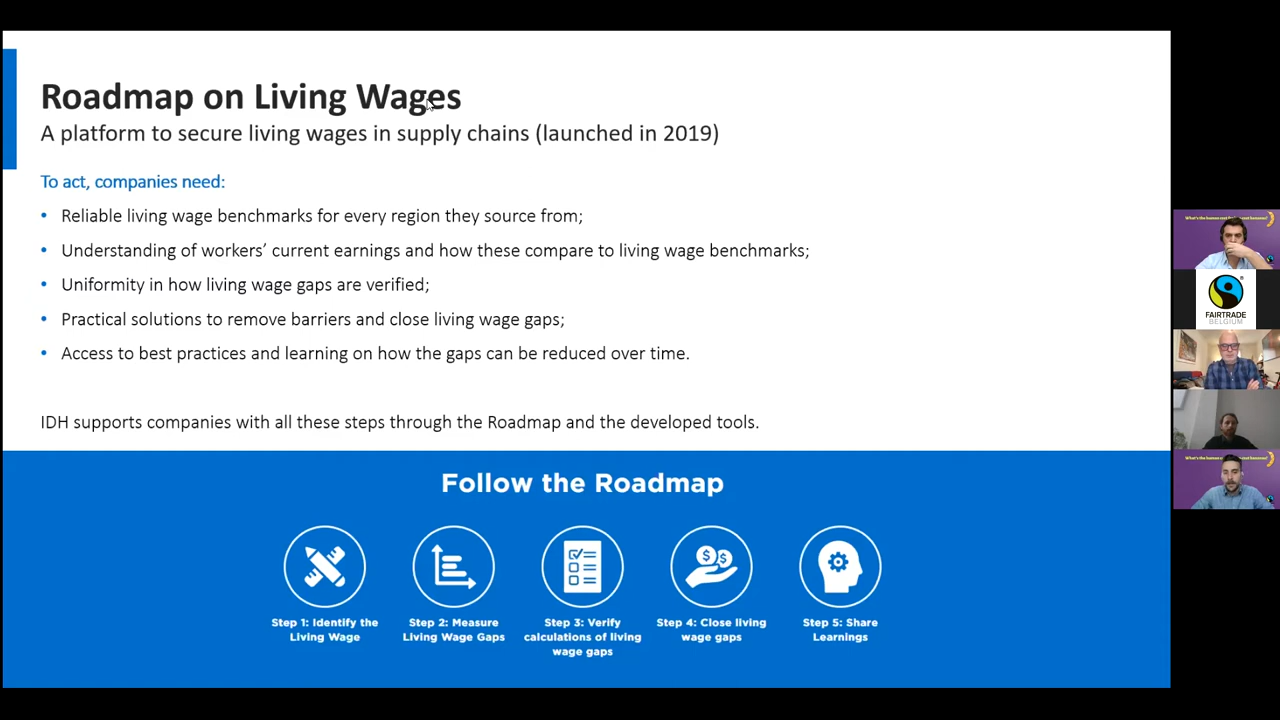 Roadmap on Living Wages
A platform to secure living wages in supply chains (launched in 2019)
To act, companies need:
• Reliable living wage benchmarks for every region they source from;
• Understanding of workers’ current earnings and how these compare to living wage benchmarks;
• Uniformity in how living wage gaps are verified;
• Practical solutions to remove barriers and close living wage gaps;
• Access to best practices and learning on how the gaps can be reduced over time.
IDH supports companies with all these steps through the Roadmap and the developed tools.
Follow the Roadmap
Step 1: Identify the
Living Wage
Step 2: Measure
Living Wage Gaps
Step 3: Verify
calculations of living
wage gaps
Step 4: Close living
wage gaps
Step 5: Share
Learnings
FAIRTRADE
BELGIUM